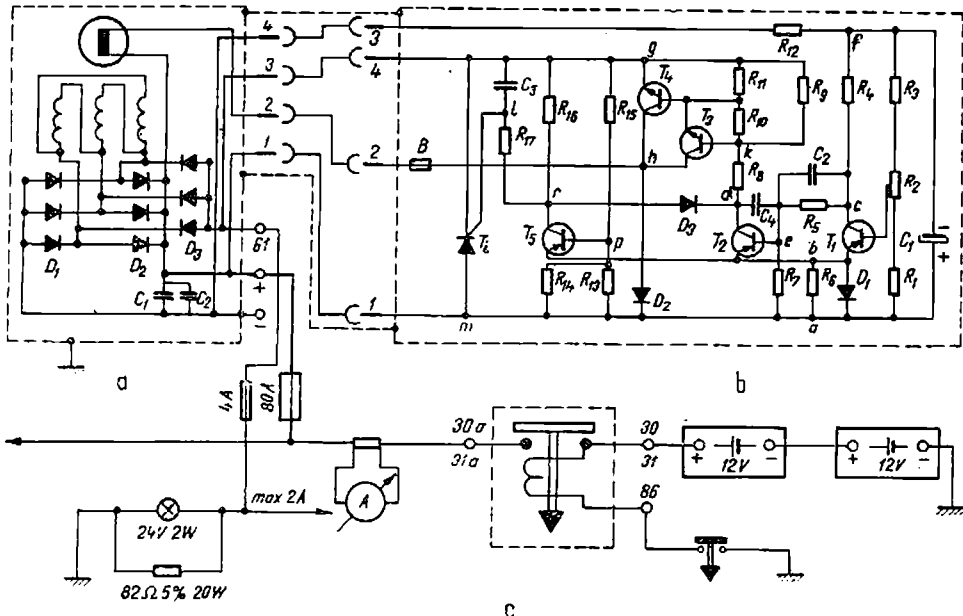 4
3
2
1
3
4
2
1
D₁
D₂
D₃
61
+
−
C₁
C₂
a
B
C₃
l
R₁₇
R₁₆
R₁₅
g
T₄
T₃
R₁₁
R₁₀
k
R₉
R₁₂
f
R₄
R₃
h
R₈
d
C₂
C₄
R₅
c
R₂
r
D₃
T₂
e
T₁
C₁
−
+
T₅
p
b
R₁₄
R₁₃
D₂
R₇
R₆
D₁
R₁
m
a
b
4A
80A
30a
31a
30
31
86
+
−
12V
+
−
12V
A
max 2A
24V 2W
82Ω 5% 20W
c